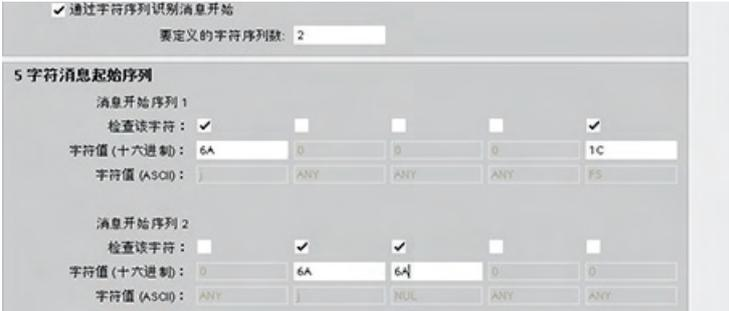 通过字符序列识别消息开始
要定义的字符序列数: 2
5 字符消息起始序列
消息开始序列 1
检查该字符：
字符值 (十六进制)： 6A 0 0 0 1C
字符值 (ASCII)： j ANY ANY ANY FS
消息开始序列 2
检查该字符：
字符值 (十六进制)： 0 6A 6A 0 0
字符值 (ASCII)： ANY j NUL ANY ANY